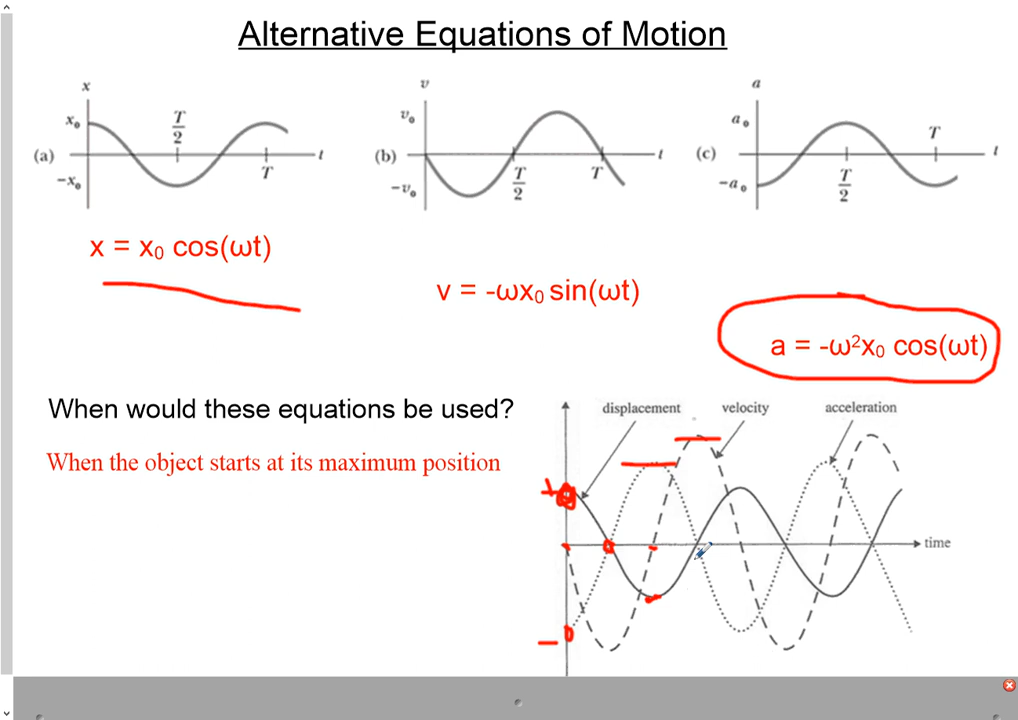 Alternative Equations of Motion
x
x₀
T/2
(a)
t
T
-x₀
x = x₀ cos(ωt)
v
v₀
(b)
t
T/2
T
-v₀
v = -ωx₀ sin(ωt)
a
a₀
T
(c)
t
T/2
-a₀
a = -ω²x₀ cos(ωt)
When would these equations be used?
When the object starts at its maximum position
displacement velocity acceleration
+
time
-